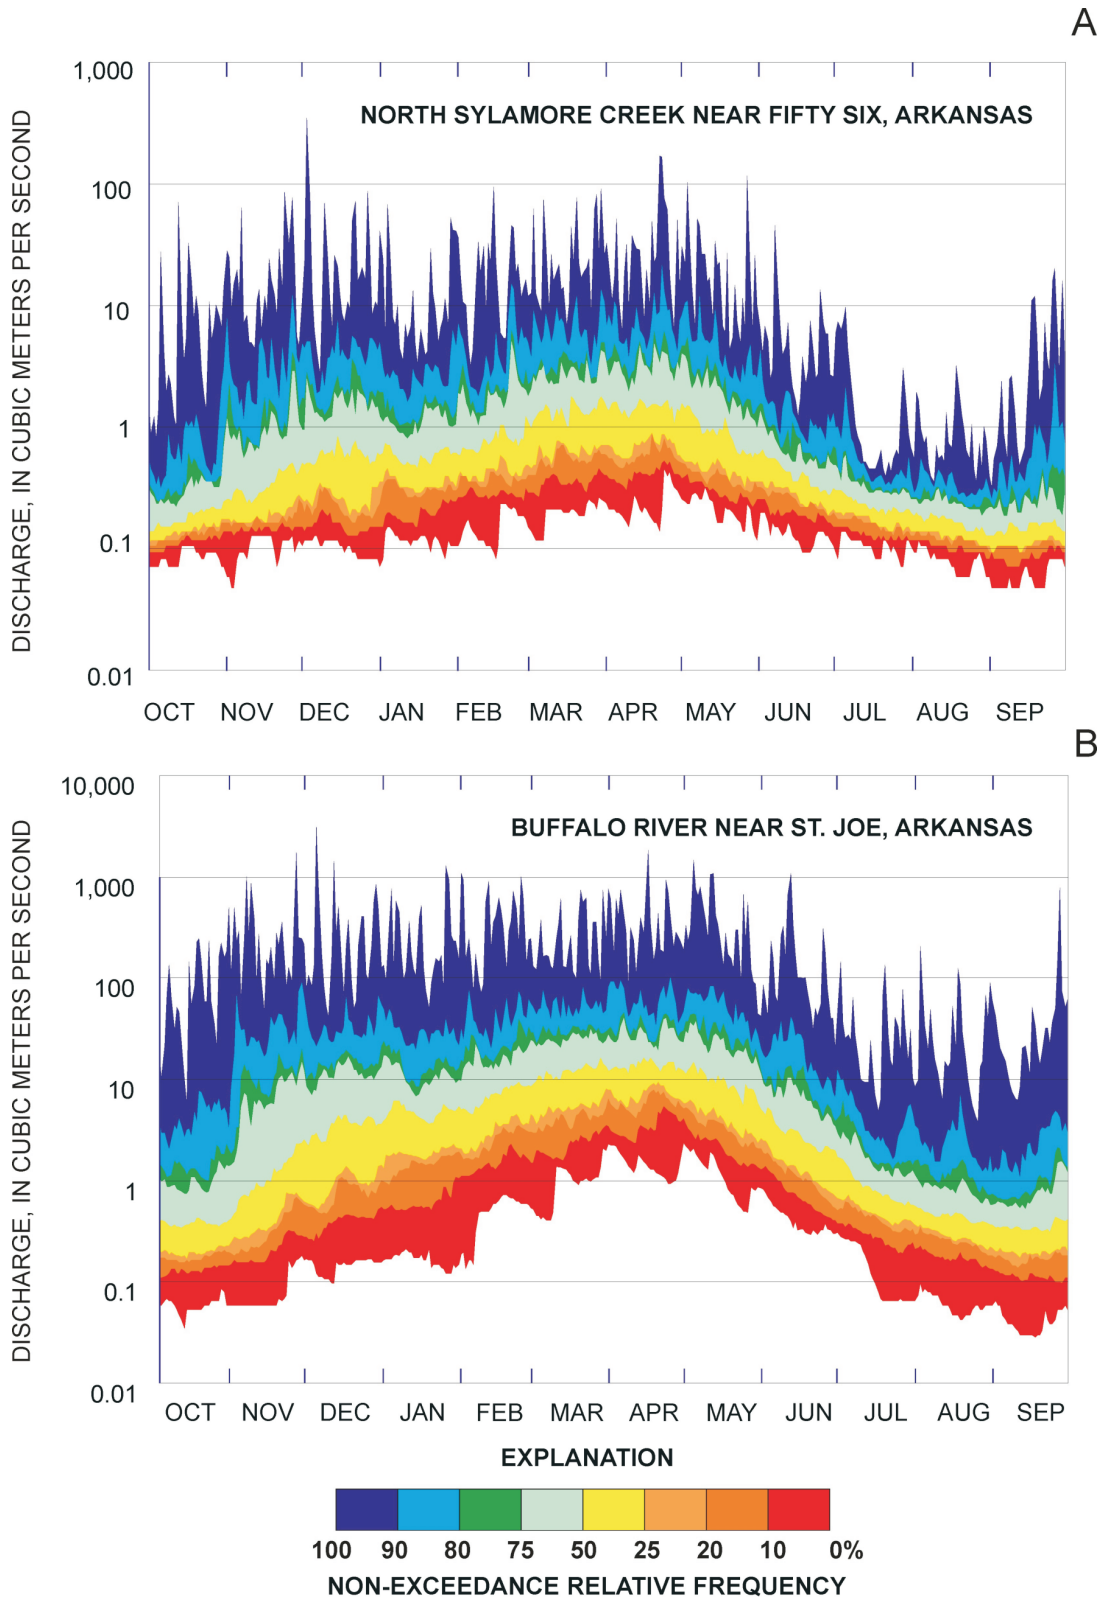 A
DISCHARGE, IN CUBIC METERS PER SECOND
NORTH SYLAMORE CREEK NEAR FIFTY SIX, ARKANSAS
1,000
100
10
1
0.1
0.01
OCT NOV DEC JAN FEB MAR APR MAY JUN JUL AUG SEP
B
DISCHARGE, IN CUBIC METERS PER SECOND
BUFFALO RIVER NEAR ST. JOE, ARKANSAS
10,000
1,000
100
10
1
0.1
0.01
OCT NOV DEC JAN FEB MAR APR MAY JUN JUL AUG SEP
EXPLANATION
100 90 80 75 50 25 20 10 0%
NON-EXCEEDANCE RELATIVE FREQUENCY